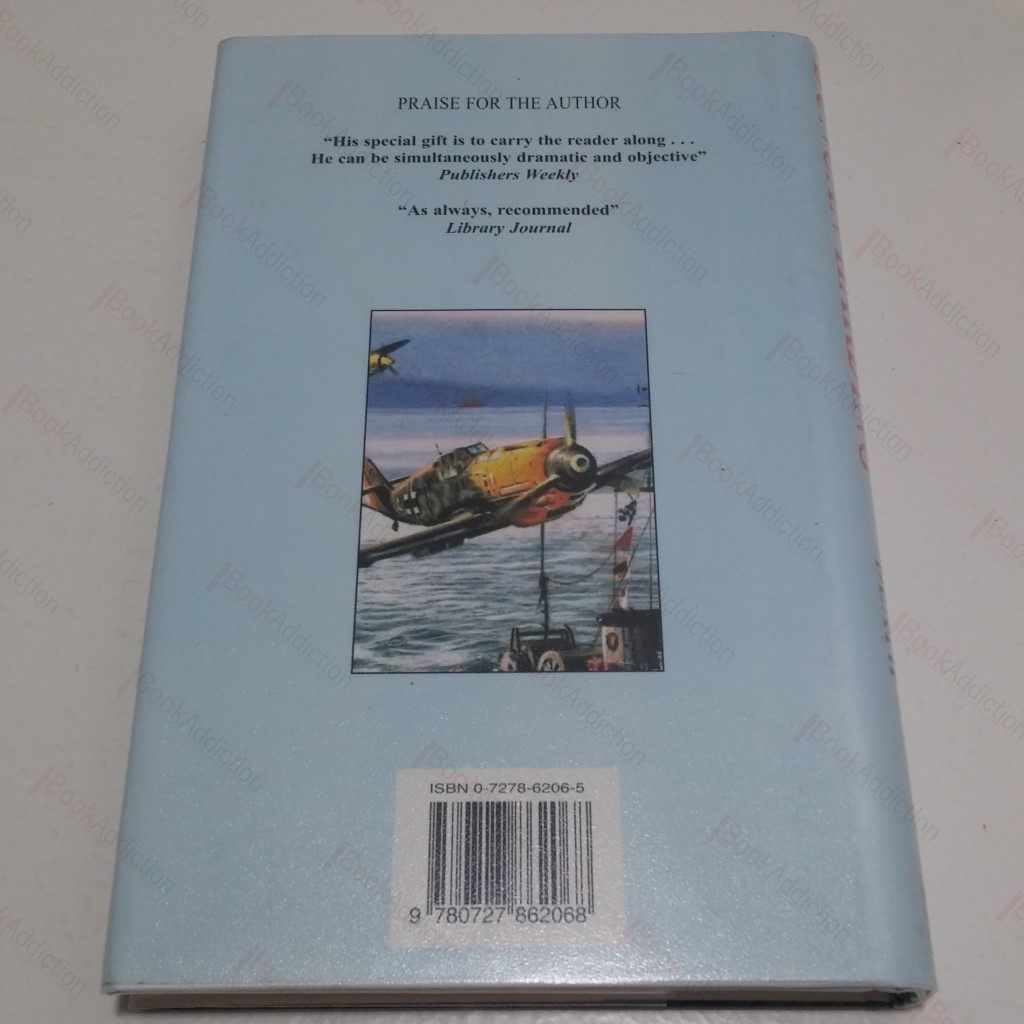 PRAISE FOR THE AUTHOR
“His special gift is to carry the reader along . . .
He can be simultaneously dramatic and objective”
Publishers Weekly
“As always, recommended”
Library Journal
ISBN 0-7278-6206-5
9 780727 862068
BookAddiction